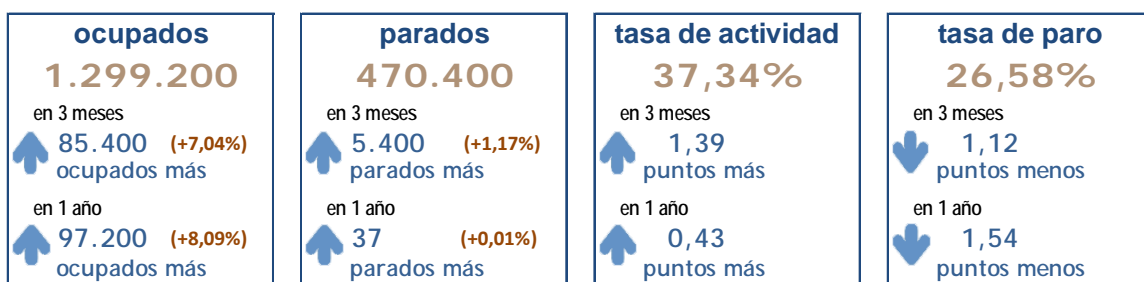 ocupados
1.299.200
en 3 meses
85.400 (+7,04%)
ocupados más
en 1 año
97.200 (+8,09%)
ocupados más
parados
470.400
en 3 meses
5.400 (+1,17%)
parados más
en 1 año
37 (+0,01%)
parados más
tasa de actividad
37,34%
en 3 meses
1,39
puntos más
en 1 año
0,43
puntos más
tasa de paro
26,58%
en 3 meses
1,12
puntos menos
en 1 año
1,54
puntos menos